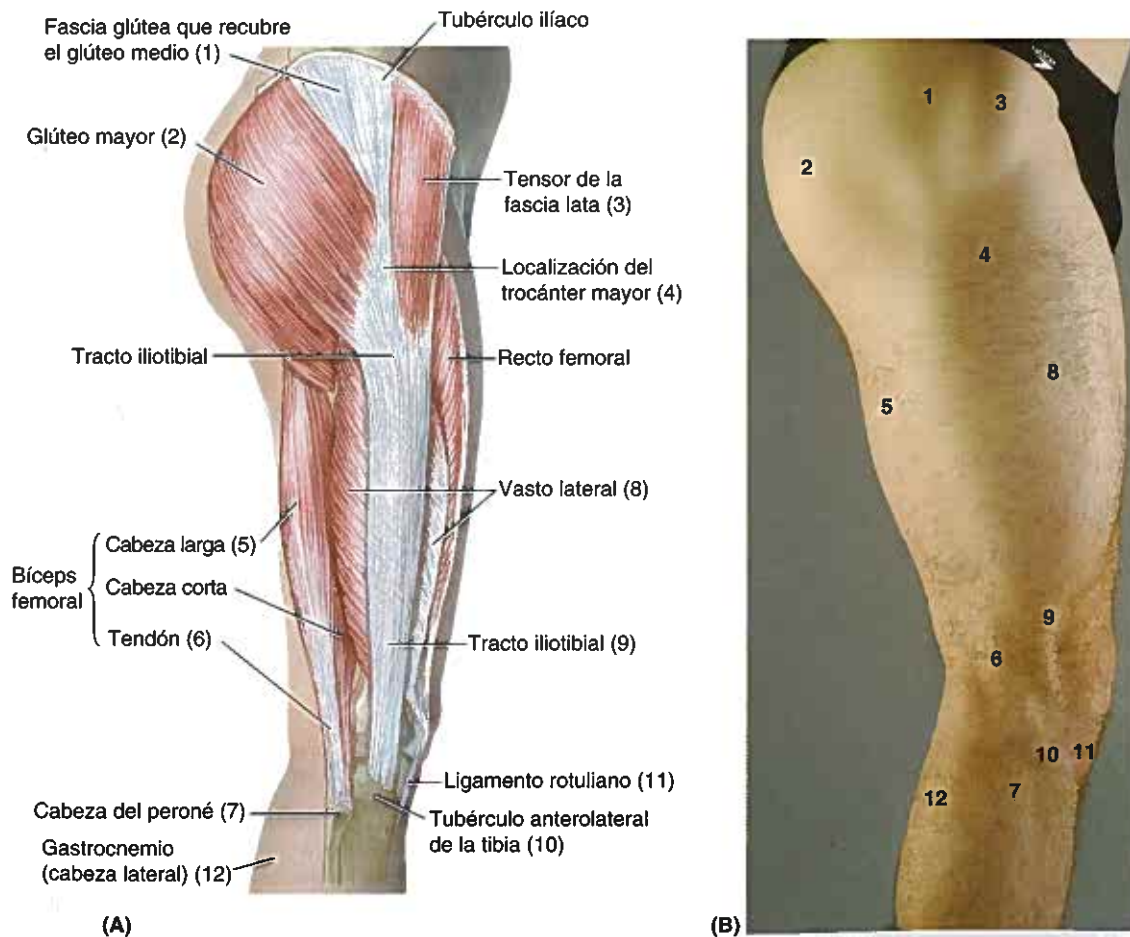 Fascia glútea que recubre
el glúteo medio (1)
Tubérculo ilíaco
Glúteo mayor (2)
Tensor de la
fascia lata (3)
Localización del
trocánter mayor (4)
Tracto iliotibial
Recto femoral
Vasto lateral (8)
Bíceps
femoral
Cabeza larga (5)
Cabeza corta
Tendón (6)
Tracto iliotibial (9)
Ligamento rotuliano (11)
Cabeza del peroné (7)
Tubérculo anterolateral
de la tibia (10)
Gastrocnemio
(cabeza lateral) (12)
(A)
1
3
2
4
8
5
9
6
10
11
12
7
(B)